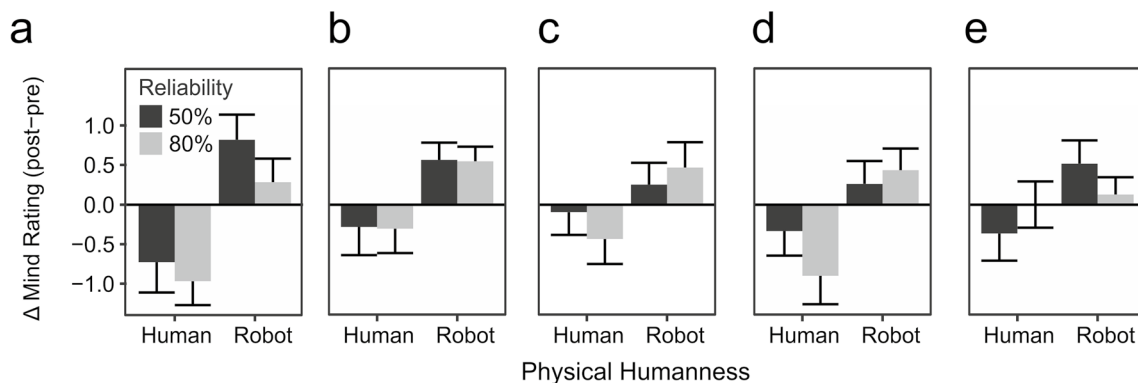 a b c d e
Δ Mind Rating (post−pre)
Reliability
50%
80%
1.0
0.5
0.0
−0.5
−1.0
Human Robot
Human Robot
Human Robot
Human Robot
Human Robot
Physical Humanness